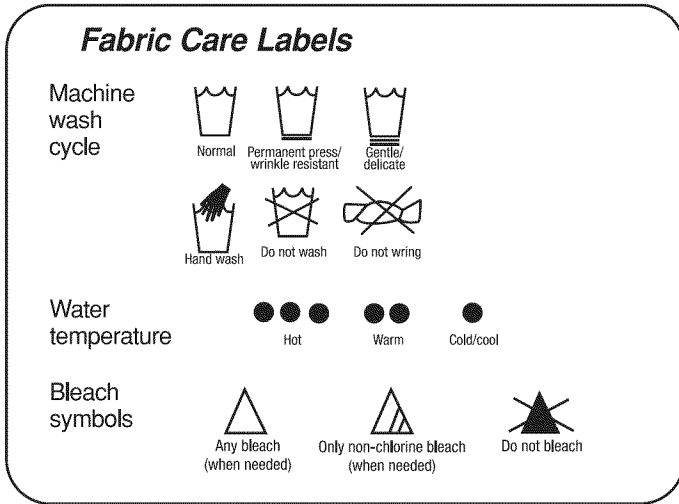 Fabric Care Labels
Machine
wash
cycle
Normal
Permanent press/
wrinkle resistant
Gentle/
delicate
Hand wash
Do not wash
Do not wring
Water
temperature
Hot
Warm
Cold/cool
Bleach
symbols
Any bleach
(when needed)
Only non-chlorine bleach
(when needed)
Do not bleach